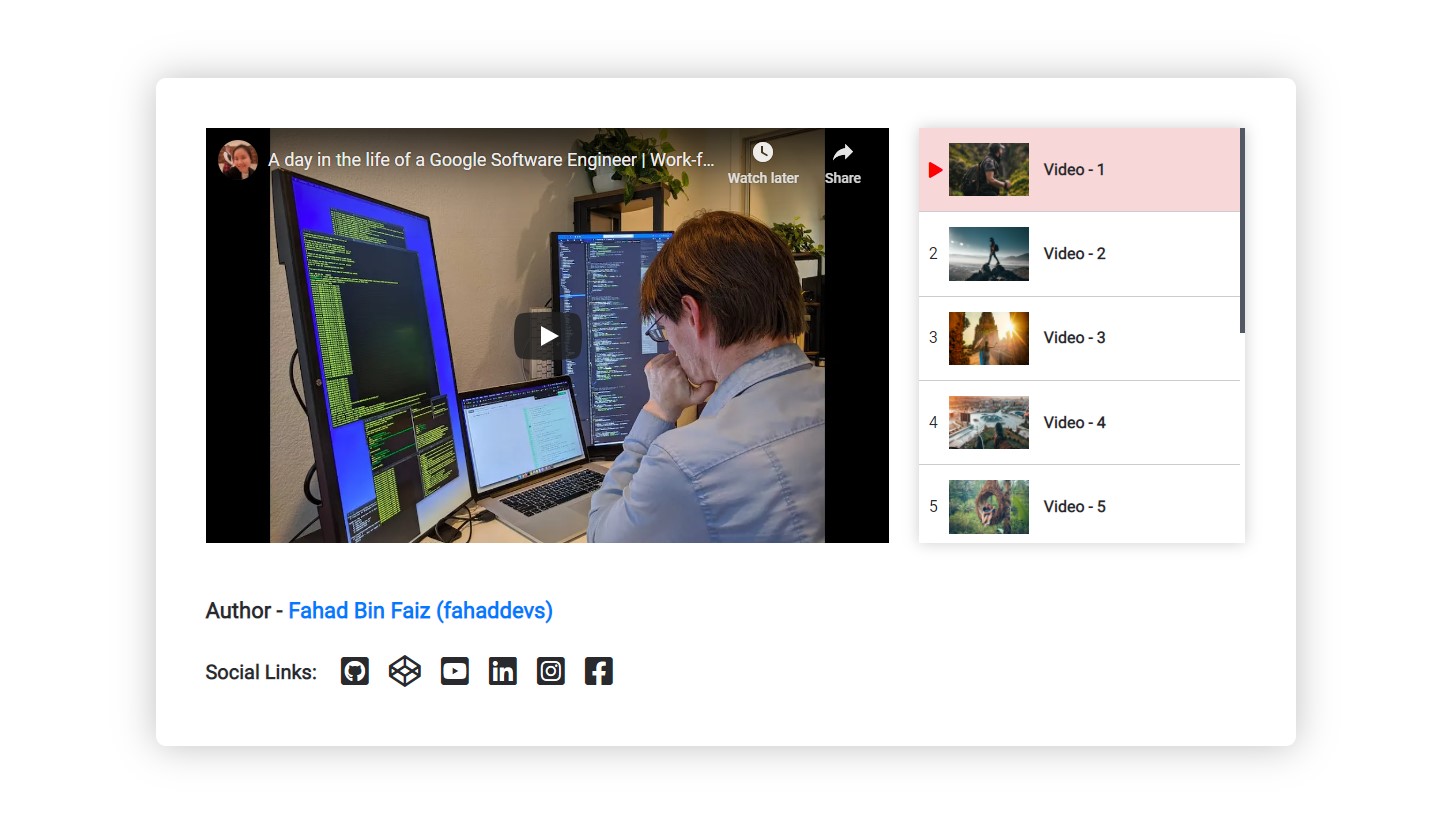 A day in the life of a Google Software Engineer | Work-f...
Watch later
Share
Video - 1
2
Video - 2
3
Video - 3
4
Video - 4
5
Video - 5
Author - Fahad Bin Faiz (fahaddevs)
Social Links: